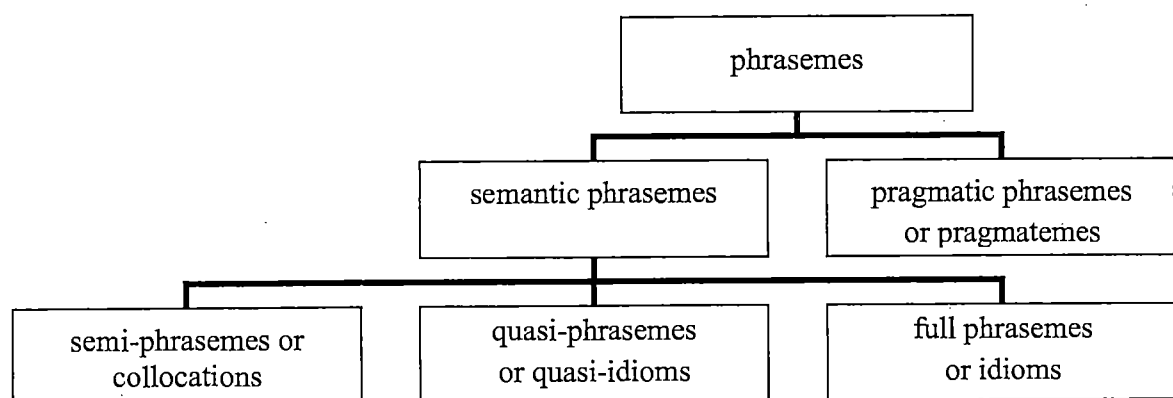 phrasemes
semantic phrasemes
pragmatic phrasemes
or pragmatemes
semi-phrasemes or
collocations
quasi-phrasemes
or quasi-idioms
full phrasemes
or idioms